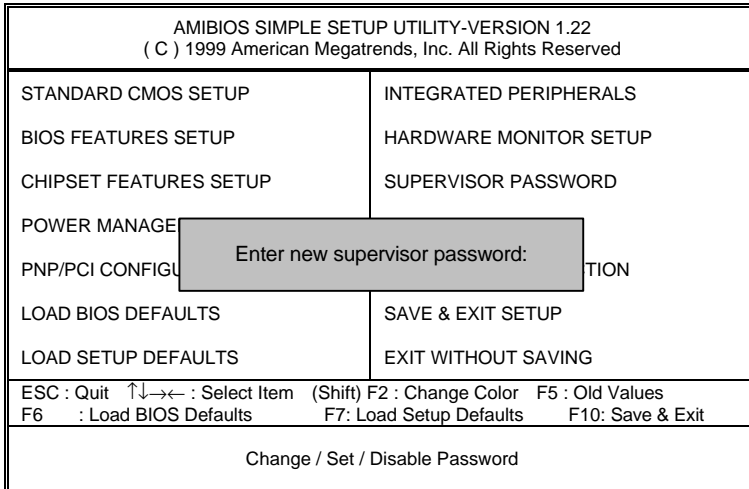 AMIBIOS SIMPLE SETUP UTILITY-VERSION 1.22
( C ) 1999 American Megatrends, Inc. All Rights Reserved
STANDARD CMOS SETUP
BIOS FEATURES SETUP
CHIPSET FEATURES SETUP
POWER MANAGE
PNP/PCI CONFIGU
LOAD BIOS DEFAULTS
LOAD SETUP DEFAULTS
INTEGRATED PERIPHERALS
HARDWARE MONITOR SETUP
SUPERVISOR PASSWORD
TION
SAVE & EXIT SETUP
EXIT WITHOUT SAVING
Enter new supervisor password:
ESC : Quit ↑↓→← : Select Item (Shift) F2 : Change Color F5 : Old Values
F6 : Load BIOS Defaults F7: Load Setup Defaults F10: Save & Exit
Change / Set / Disable Password